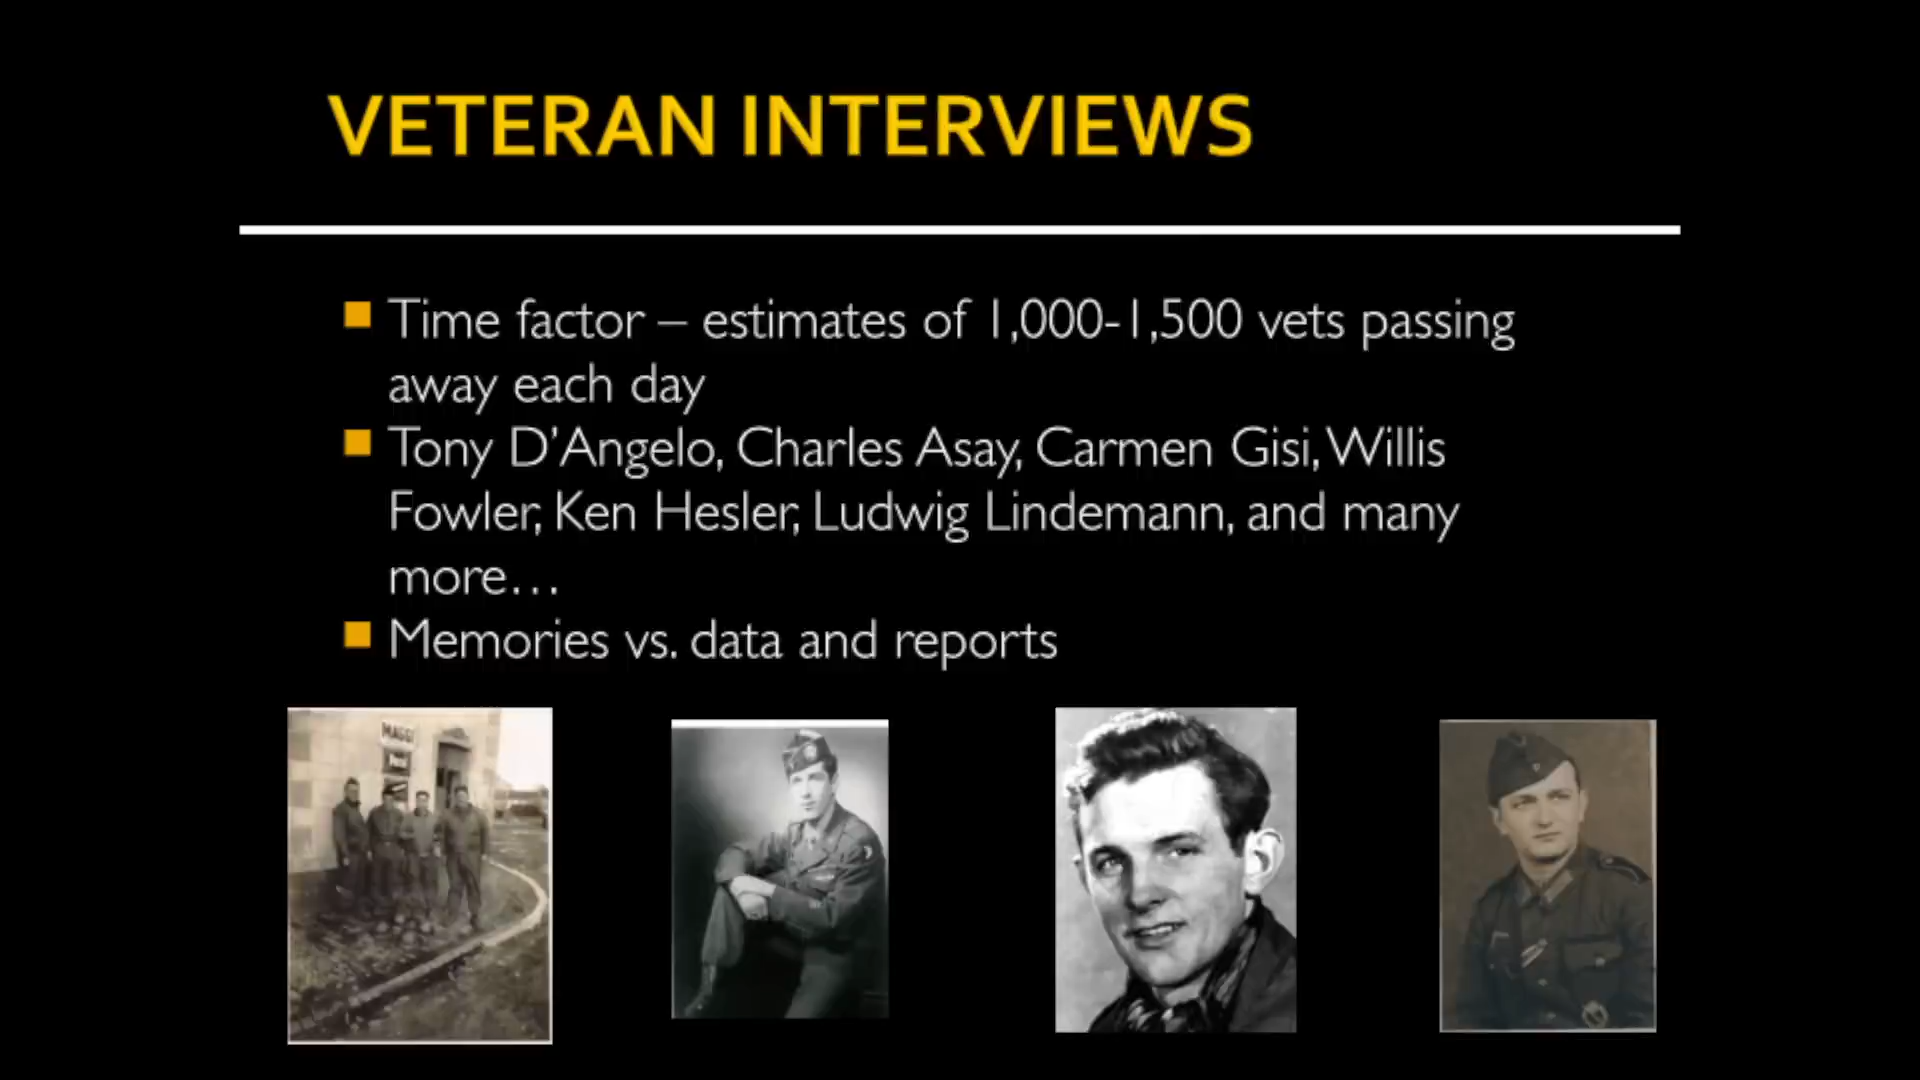 VETERAN INTERVIEWS
Time factor – estimates of 1,000-1,500 vets passing
away each day
Tony D’Angelo, Charles Asay, Carmen Gisi, Willis
Fowler, Ken Hesler, Ludwig Lindemann, and many
more…
Memories vs. data and reports
MAGGI